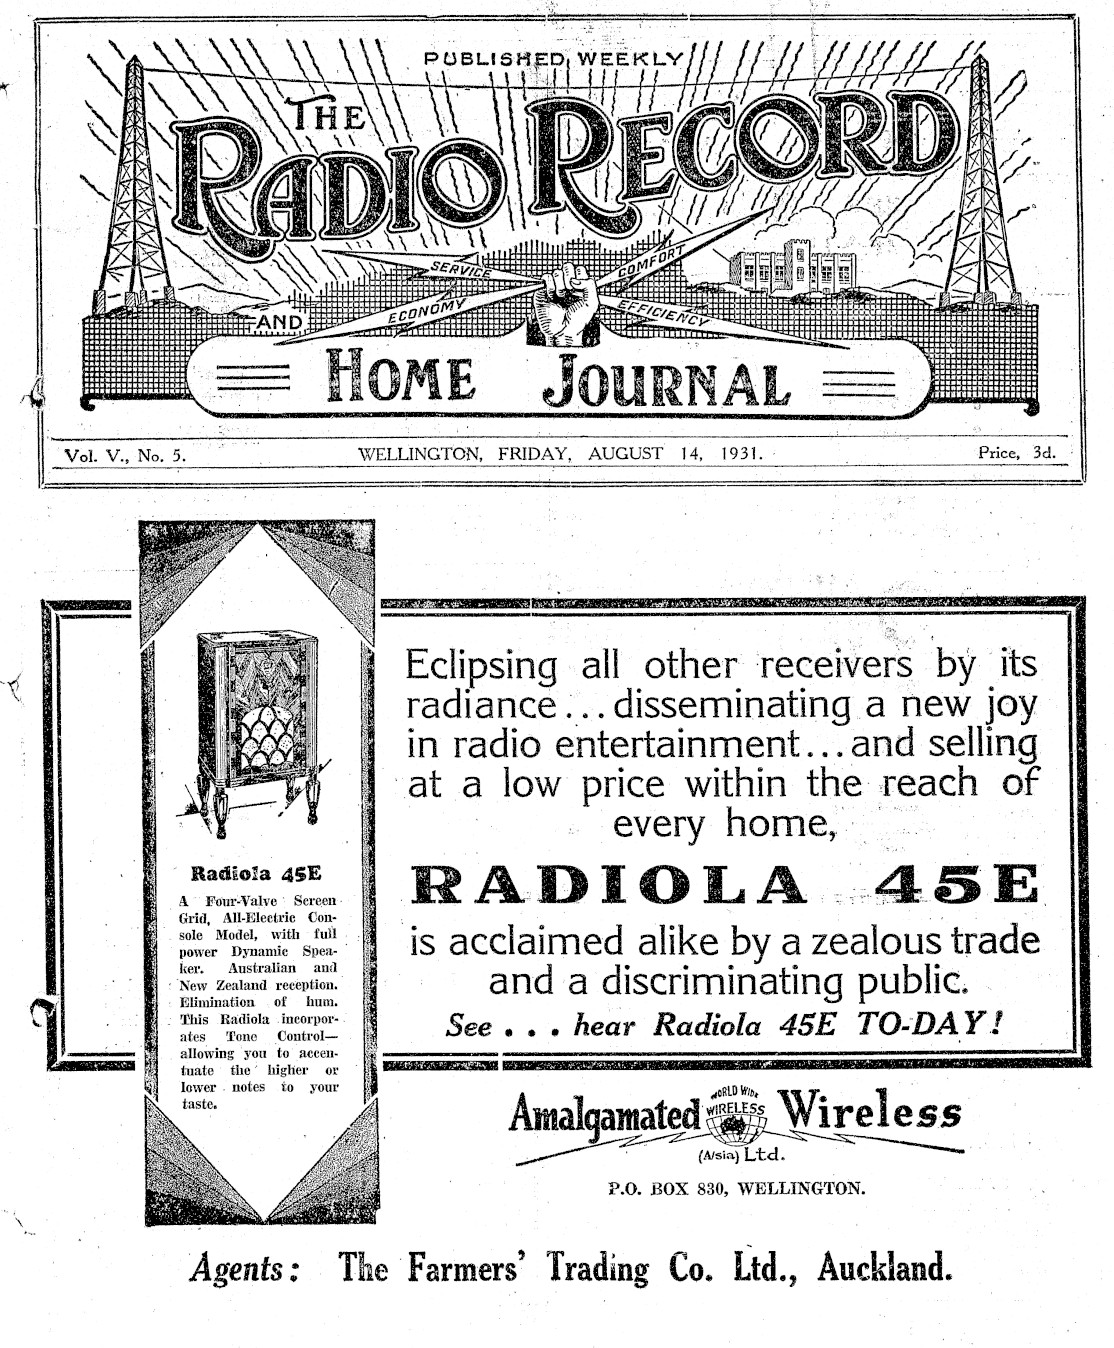 PUBLISHED WEEKLY
THE
RADIO RECORD
SERVICE
COMFORT
ECONOMY
EFFICIENCY
AND
HOME JOURNAL
Vol. V., No. 5.
WELLINGTON, FRIDAY, AUGUST 14, 1931.
Price, 3d.
Radiola 45E
A Four-Valve Screen
Grid, All-Electric Con-
sole Model, with full
power Dynamic Spea-
ker. Australian and
New Zealand reception.
Elimination of hum.
This Radiola incorpor-
ates Tone Control—
allowing you to accen-
tuate the higher or
lower notes to your
taste.
Eclipsing all other receivers by its
radiance...disseminating a new joy
in radio entertainment...and selling
at a low price within the reach of
every home,
RADIOLA 45E
is acclaimed alike by a zealous trade
and a discriminating public.
See . . . hear Radiola 45E TO-DAY!
Amalgamated Wireless
WORLD WIDE
WIRELESS
(A/sia) Ltd.
P.O. BOX 830, WELLINGTON.
Agents: The Farmers' Trading Co. Ltd., Auckland.